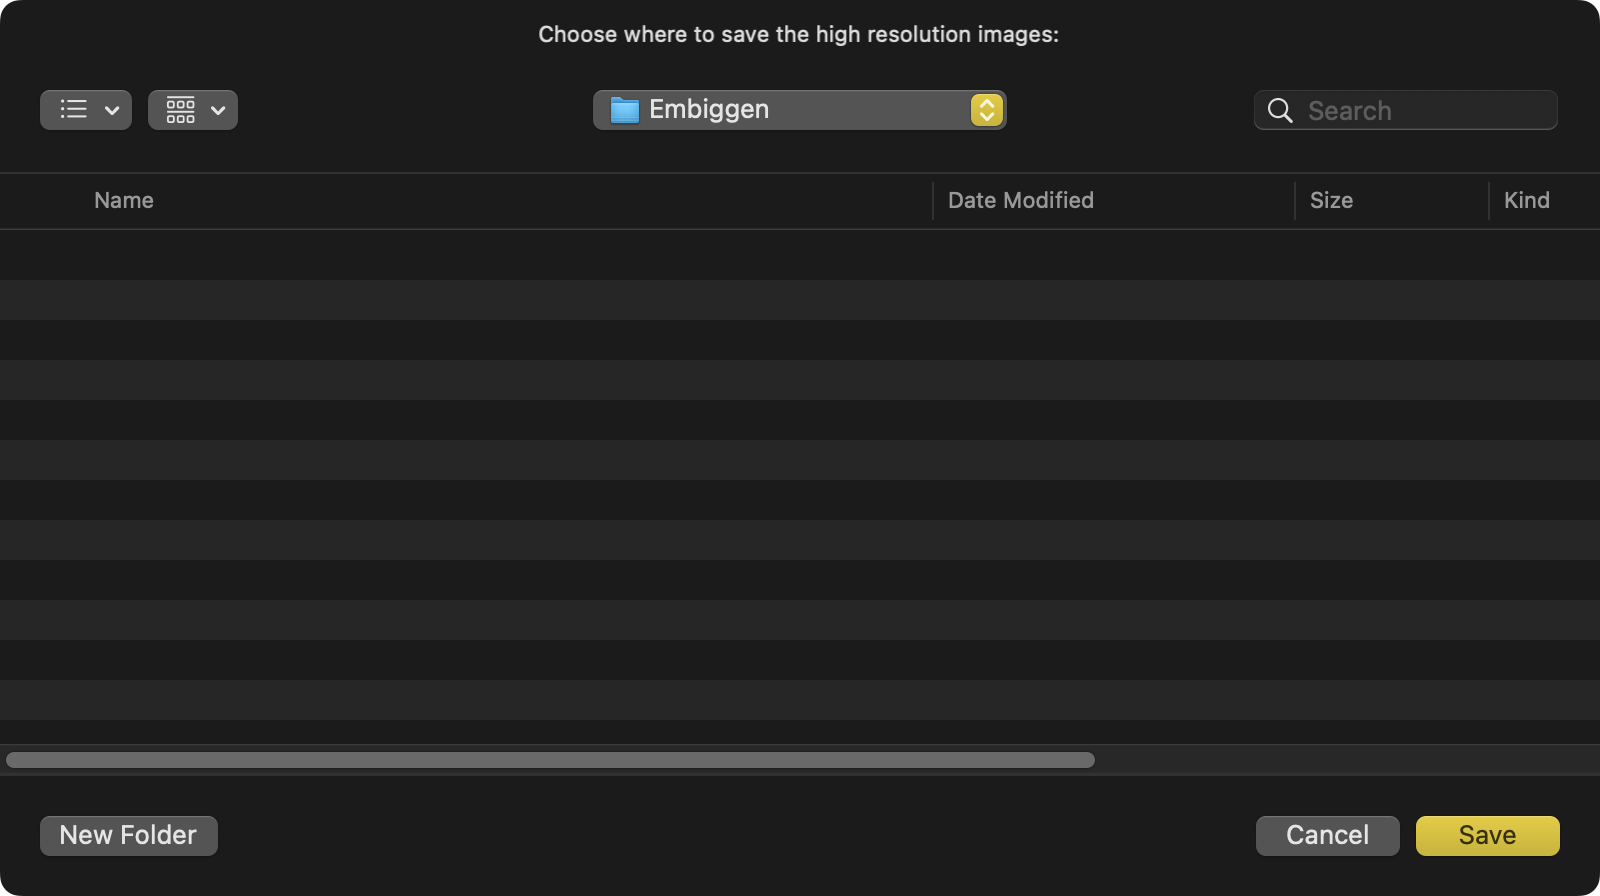 Choose where to save the high resolution images:
Embiggen
Search
Name Date Modified Size Kind
New Folder Cancel Save